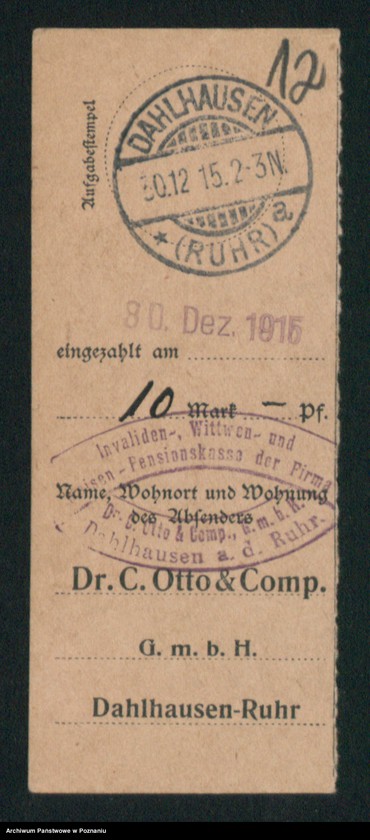 12
Aufgabestempel
DAHLHAUSEN
30.12 15.2-3N.
* (RUHR) a
30. Dez. 1915
eingezahlt am
10 Mark — Pf.
Invaliden-, Wittwen- und
Waisen-Pensionskasse der Firma
Name, Wohnort und Wohnung
des Absenders
Dr. C. Otto & Comp., G.m.b.H.
Dahlhausen a. d. Ruhr.
Dr. C. Otto & Comp.
G. m. b. H.
Dahlhausen-Ruhr
Archiwum Państwowe w Poznaniu